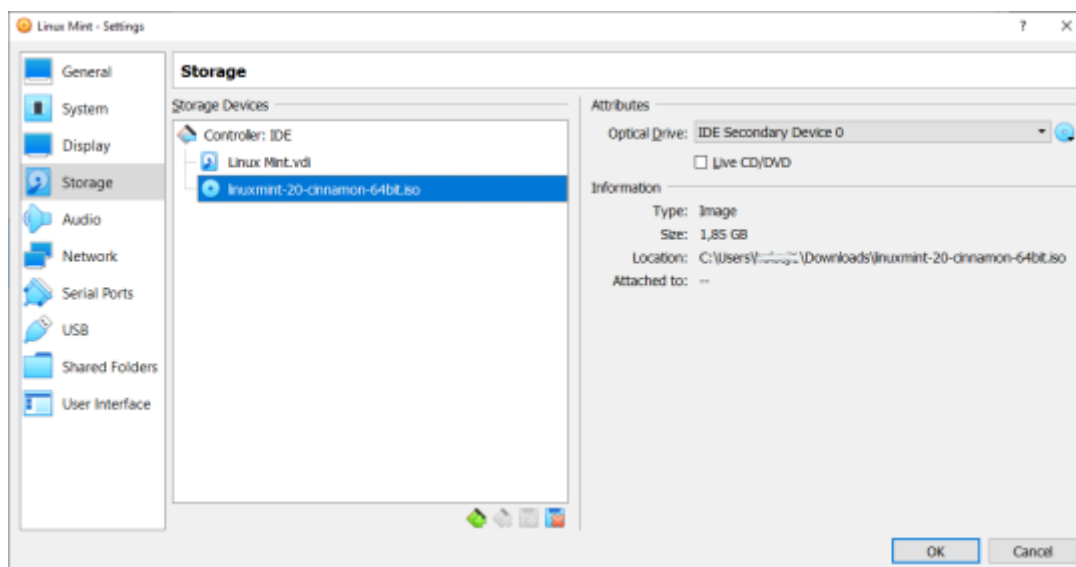 Linux Mint - Settings
? ×
General
System
Display
Storage
Audio
Network
Serial Ports
USB
Shared Folders
User Interface
Storage
Storage Devices
Controller: IDE
Linux Mint.vdi
linuxmint-20-cinnamon-64bit.iso
Attributes
Optical Drive: IDE Secondary Device 0
Live CD/DVD
Information
Type: Image
Size: 1,85 GB
Location: C:\Users\ \Downloads\linuxmint-20-cinnamon-64bit.iso
Attached to: --
OK Cancel